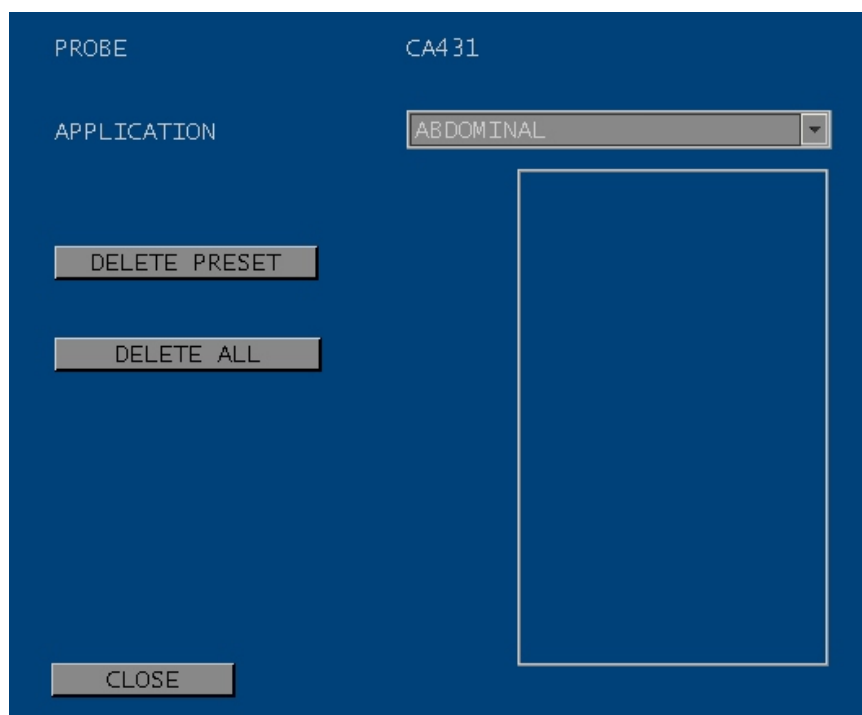 PROBE CA431
APPLICATION ABDOMINAL
DELETE PRESET
DELETE ALL
CLOSE